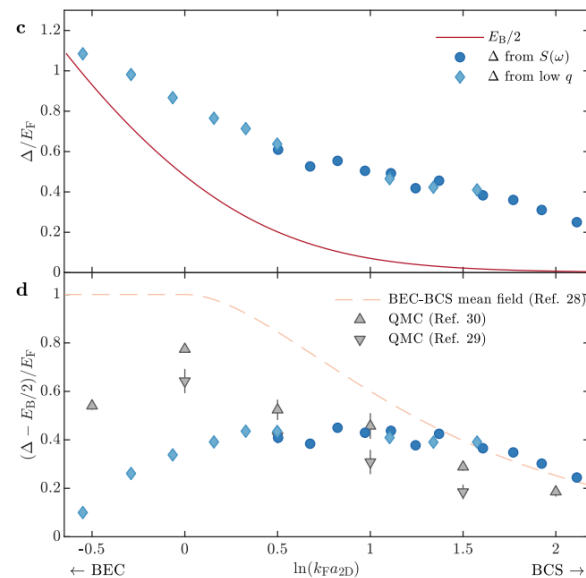 c
1.2
1
0.8
0.6
0.4
0.2
0
Δ/E_F
E_B/2
Δ from S(ω)
Δ from low q
d
1
0.8
0.6
0.4
0.2
0
(Δ − E_B/2)/E_F
BEC-BCS mean field (Ref. 28)
QMC (Ref. 30)
QMC (Ref. 29)
-0.5 0 0.5 1.0 1.5 2.0
← BEC ln(k_F a_2D) BCS →